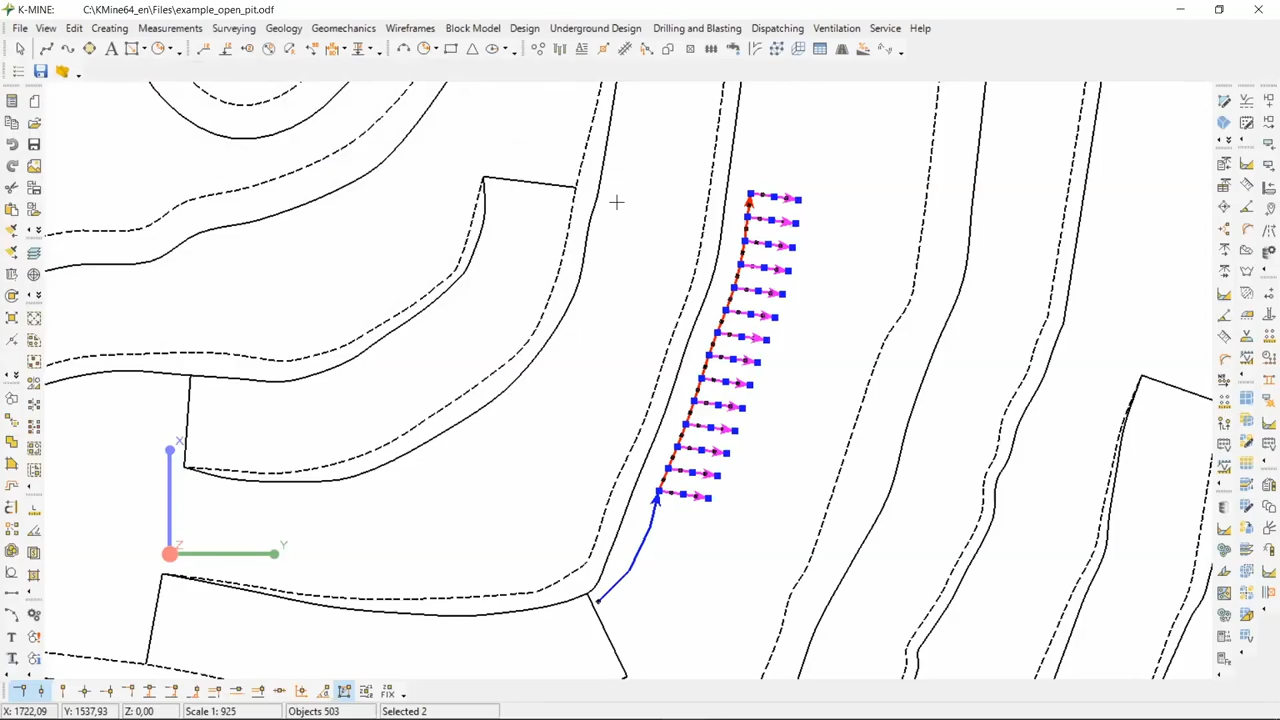 K-MINE: C:\KMine64_en\Files\example_open_pit.odf
File View Edit Creating Measurements Surveying Geology Geomechanics Wireframes Block Model Design Underground Design Drilling and Blasting Dispatching Ventilation Service Help
X
Z Y
X: 1722,09 Y: 1537,93 Z: 0,00 Scale 1: 925 Objects 503 Selected 2